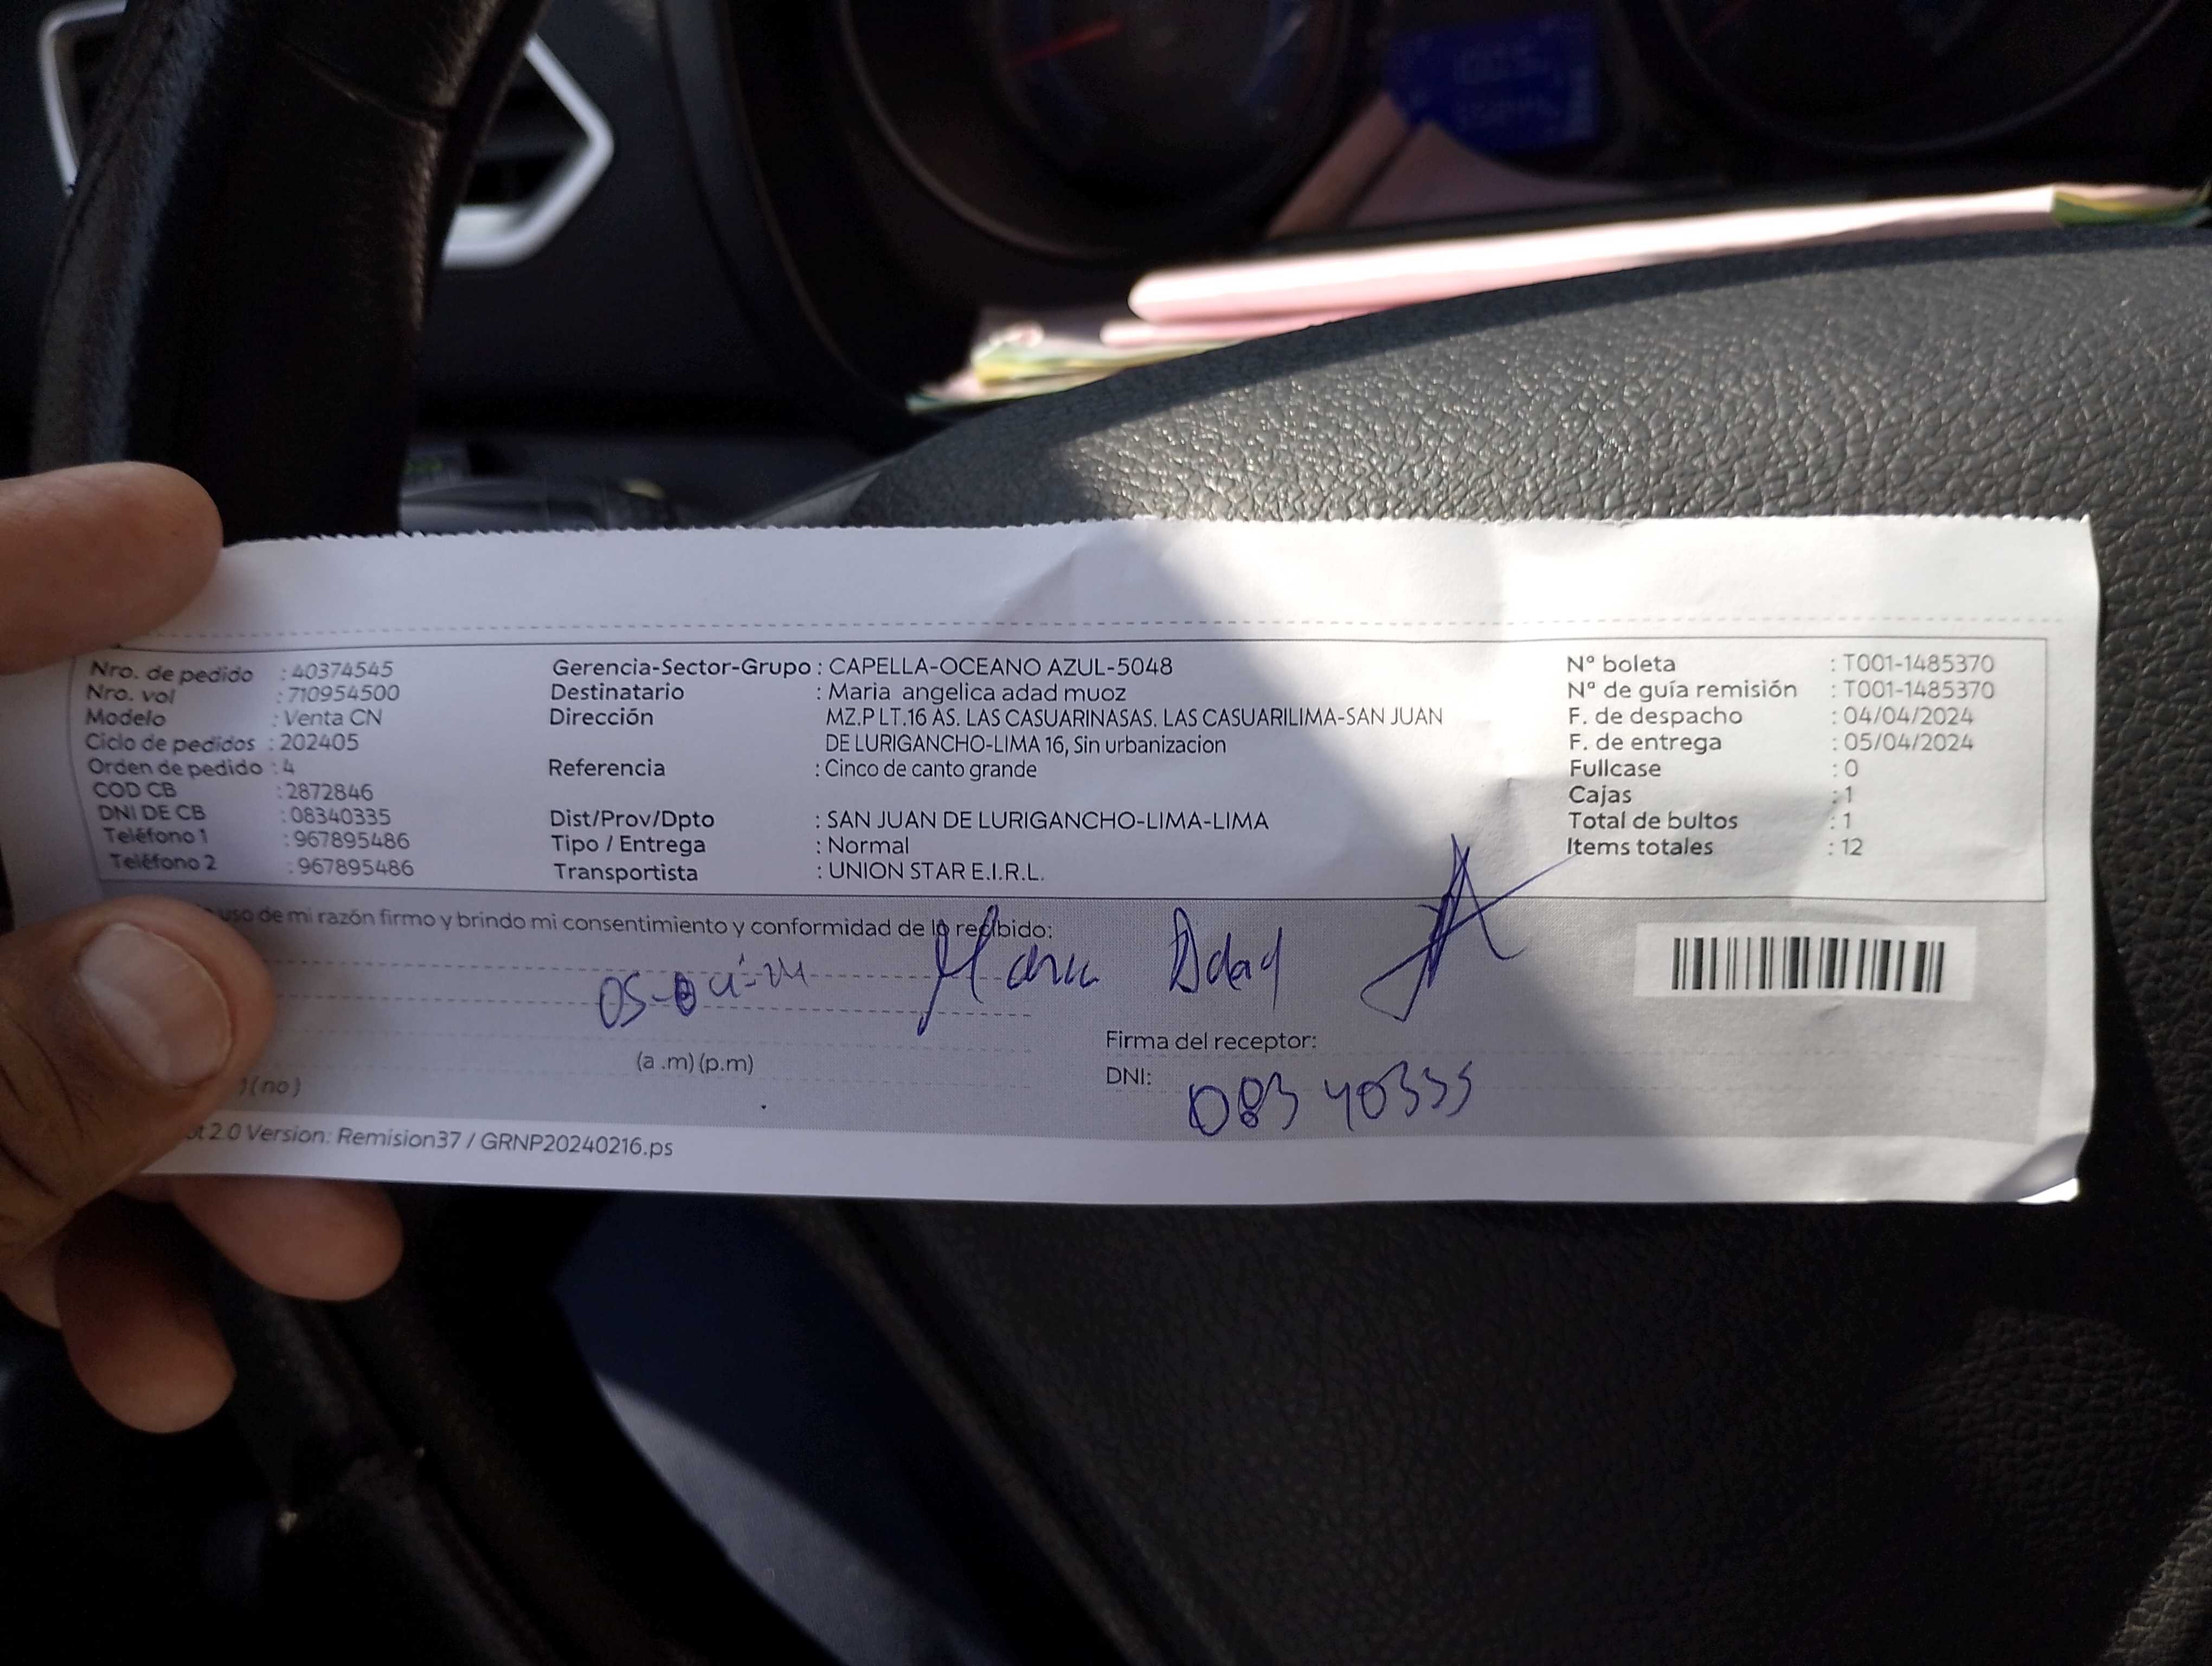 Nro. de pedido : 40374545
Nro. vol : 710954500
Modelo : Venta CN
Ciclo de pedidos : 202405
Orden de pedido : 4
COD CB : 2872846
DNI DE CB : 08340335
Teléfono 1 : 967895486
Teléfono 2 : 967895486
Gerencia-Sector-Grupo : CAPELLA-OCEANO AZUL-5048
Destinatario : Maria angelica adad muoz
Dirección MZ.P LT.16 AS. LAS CASUARINASAS. LAS CASUARILIMA-SAN JUAN
DE LURIGANCHO-LIMA 16, Sin urbanizacion
Referencia : Cinco de canto grande
Dist/Prov/Dpto : SAN JUAN DE LURIGANCHO-LIMA-LIMA
Tipo / Entrega : Normal
Transportista : UNION STAR E.I.R.L.
Nº boleta : T001-1485370
Nº de guía remisión : T001-1485370
F. de despacho : 04/04/2024
F. de entrega : 05/04/2024
Fullcase : 0
Cajas : 1
Total de bultos : 1
Items totales : 12
uso de mi razón firmo y brindo mi consentimiento y conformidad de lo recibido:
05-04-24 Maria Adad
Firma del receptor:
(a .m) (p.m)
DNI: 08340335
)(no)
2.0 Version: Remision37 / GRNP20240216.ps